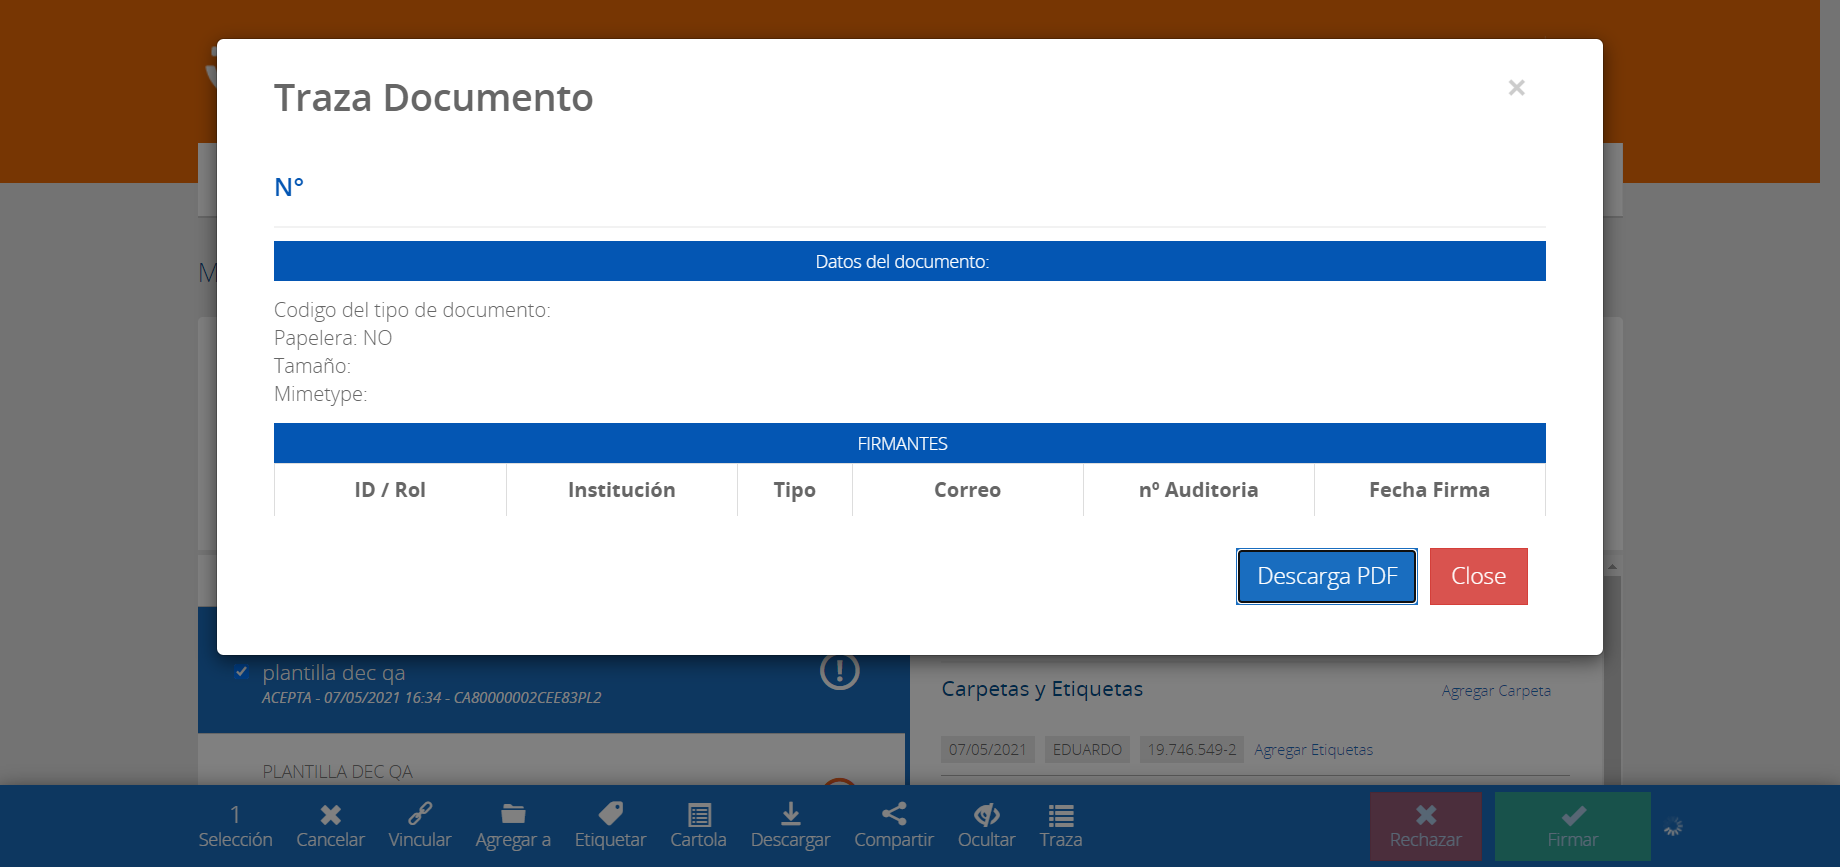 Traza Documento
×
N°
Datos del documento:
Codigo del tipo de documento:
Papelera: NO
Tamaño:
Mimetype:
FIRMANTES
ID / Rol Institución Tipo Correo nº Auditoria Fecha Firma
Descarga PDF Close
M
plantilla dec qa
ACEPTA - 07/05/2021 16:34 - CA80000002CEE83PL2
PLANTILLA DEC QA
Carpetas y Etiquetas Agregar Carpeta
07/05/2021 EDUARDO 19.746.549-2 Agregar Etiquetas
1
Selección Cancelar Vincular Agregar a Etiquetar Cartola Descargar Compartir Ocultar Traza Rechazar Firmar